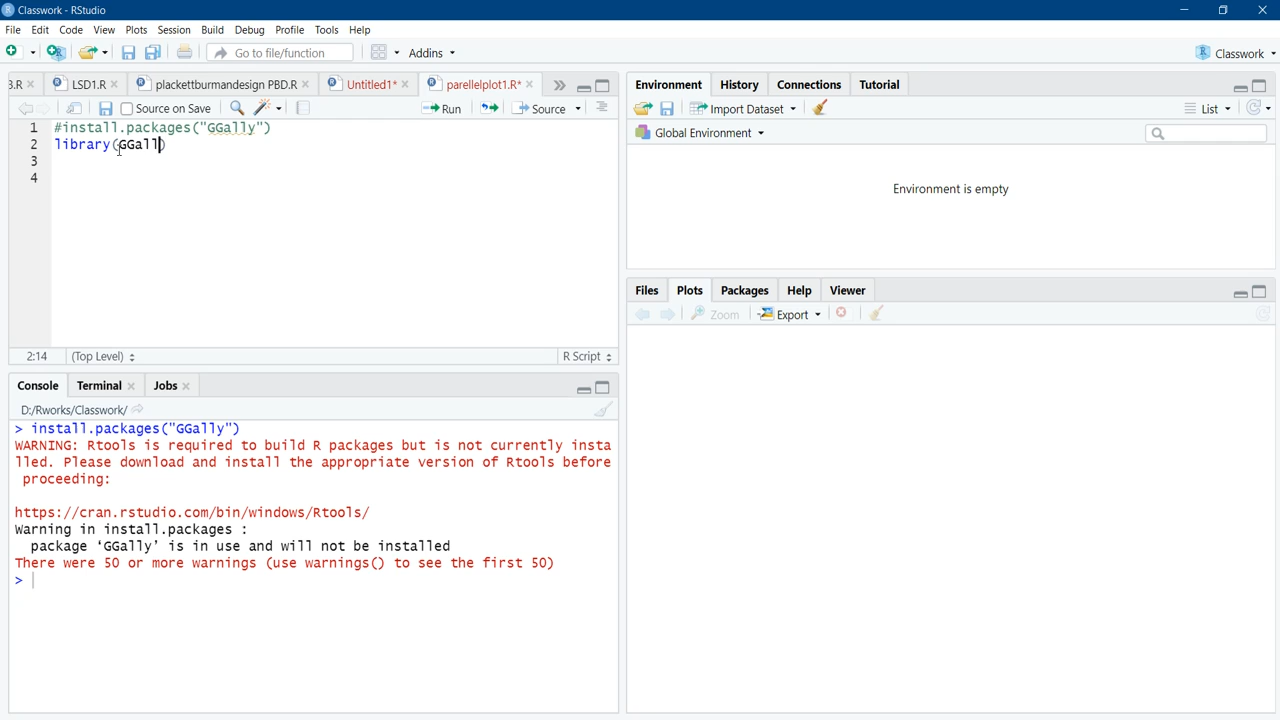 Classwork - RStudio
File Edit Code View Plots Session Build Debug Profile Tools Help
Go to file/function Addins Classwork
3.R LSD1.R plackettburmandesign PBD.R Untitled1* parellelplot1.R*
Source on Save Run Source
1 #install.packages("GGally")
2 library(GGall)
3
4
2:14 (Top Level) R Script
Console Terminal Jobs
D:/Rworks/Classwork/
> install.packages("GGally")
WARNING: Rtools is required to build R packages but is not currently insta
lled. Please download and install the appropriate version of Rtools before
proceeding:
https://cran.rstudio.com/bin/windows/Rtools/
Warning in install.packages :
package ‘GGally’ is in use and will not be installed
There were 50 or more warnings (use warnings() to see the first 50)
>
Environment History Connections Tutorial
Import Dataset List
Global Environment
Environment is empty
Files Plots Packages Help Viewer
Zoom Export